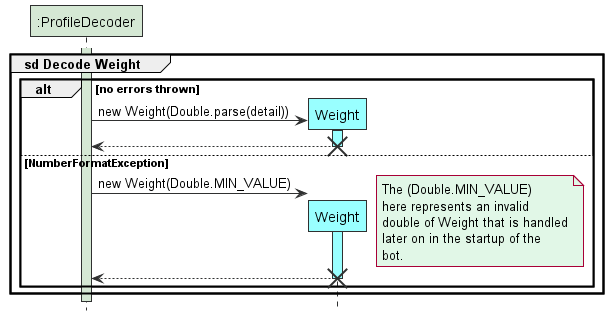 :ProfileDecoder
sd Decode Weight
alt
[no errors thrown]
new Weight(Double.parse(detail))
Weight
[NumberFormatException]
new Weight(Double.MIN_VALUE)
Weight
The (Double.MIN_VALUE)
here represents an invalid
double of Weight that is handled
later on in the startup of the
bot.